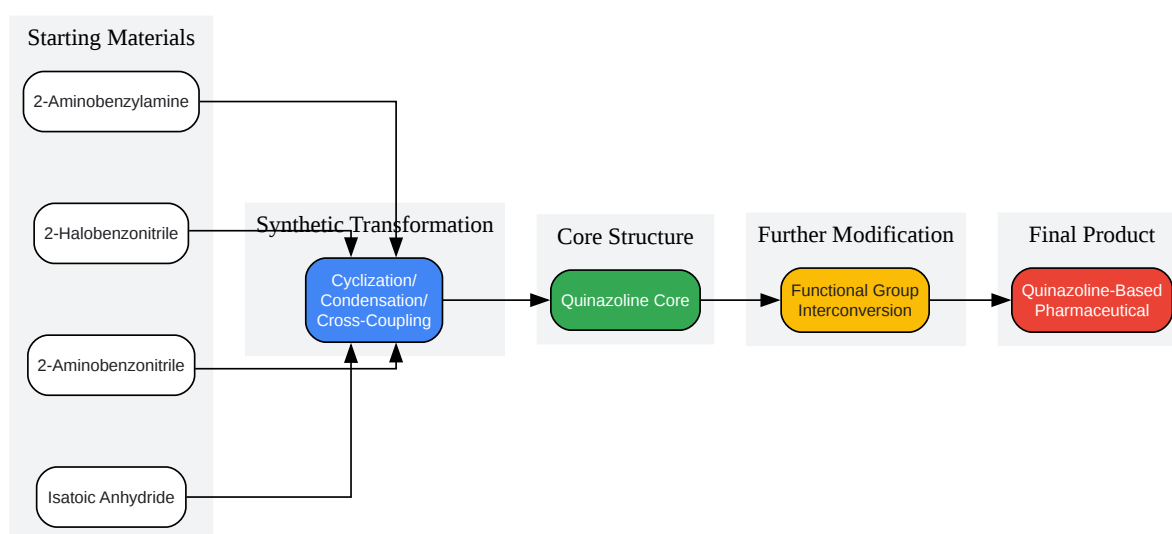 Starting Materials
2-Aminobenzylamine
2-Halobenzonitrile
2-Aminobenzonitrile
Isatoic Anhydride
Synthetic Transformation
Cyclization/
Condensation/
Cross-Coupling
Core Structure
Quinazoline Core
Further Modification
Functional Group
Interconversion
Final Product
Quinazoline-Based
Pharmaceutical